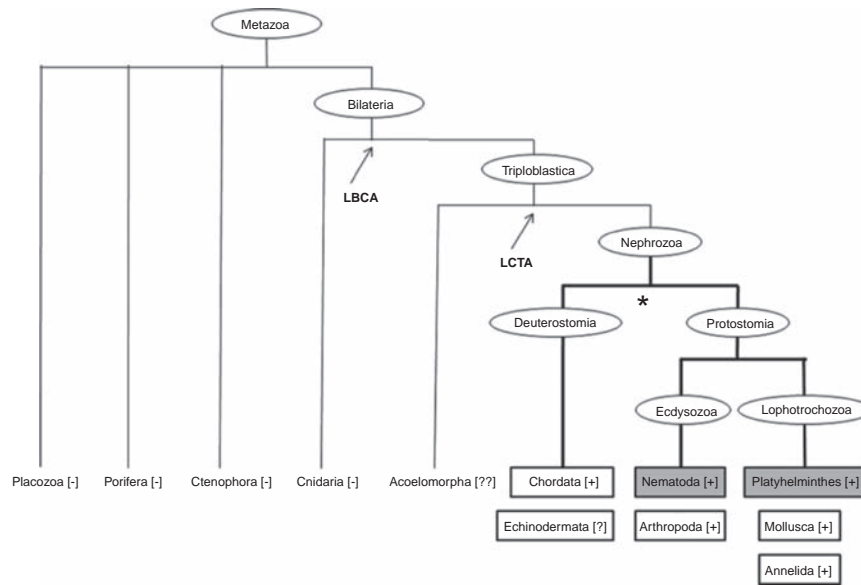 Metazoa
Bilateria
Triploblastica
LBCA
Nephrozoa
LCTA
*
Deuterostomia Protostomia
Ecdysozoa Lophotrochozoa
Placozoa [-] Porifera [-] Ctenophora [-] Cnidaria [-] Acoelomorpha [??] Chordata [+] Nematoda [+] Platyhelminthes [+]
Echinodermata [?] Arthropoda [+] Mollusca [+]
Annelida [+]